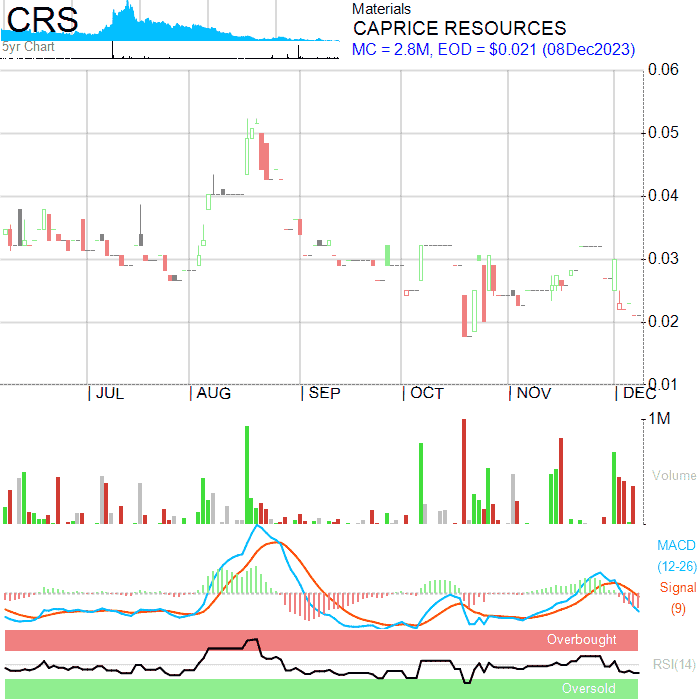 CRS
5yr Chart
Materials
CAPRICE RESOURCES
MC = 2.8M, EOD = $0.021 (08Dec2023)
0.06
0.05
0.04
0.03
0.02
0.01
| JUL | AUG | SEP | OCT | NOV | DEC
1M
Volume
MACD
(12-26)
Signal
(9)
Overbought
RSI(14)
Oversold